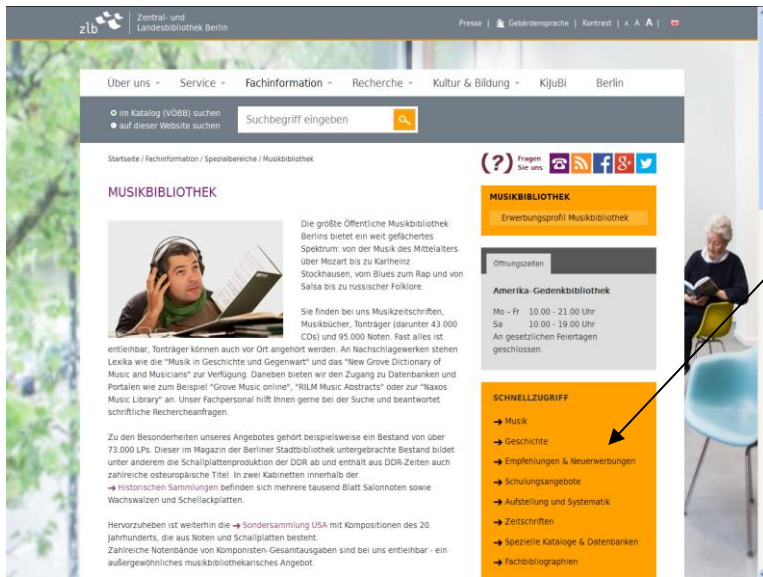 zlb
Zentral- und
Landesbibliothek Berlin
Presse | Gebärdensprache | Kontrast | A A A |
Über uns Service Fachinformation Recherche Kultur & Bildung KiJuBi Berlin
im Katalog (VÖBB) suchen
auf dieser Website suchen
Suchbegriff eingeben
Startseite / Fachinformation / Spezialbereiche / Musikbibliothek
(?) Fragen
Sie uns
f g+
MUSIKBIBLIOTHEK
Die größte Öffentliche Musikbibliothek
Berlins bietet ein weit gefächertes
Spektrum: von der Musik des Mittelalters
über Mozart bis zu Karlheinz
Stockhausen, vom Blues zum Rap und von
Salsa bis zu russischer Folklore.
Sie finden bei uns Musikzeitschriften,
Musikbücher, Tonträger (darunter 43.000
CDs) und 95.000 Noten. Fast alles ist
entleihbar, Tonträger können auch vor Ort angehört werden. An Nachschlagewerken stehen
Lexika wie die "Musik in Geschichte und Gegenwart" und das "New Grove Dictionary of
Music and Musicians" zur Verfügung. Daneben bieten wir den Zugang zu Datenbanken und
Portalen wie zum Beispiel "Grove Music online", "RILM Music Abstracts" oder zur "Naxos
Music Library" an. Unser Fachpersonal hilft Ihnen gerne bei der Suche und beantwortet
schriftliche Rechercheanfragen.
Zu den Besonderheiten unseres Angebotes gehört beispielsweise ein Bestand von über
73.000 LPs. Dieser im Magazin der Berliner Stadtbibliothek untergebrachte Bestand bildet
unter anderem die Schallplattenproduktion der DDR ab und enthält aus DDR-Zeiten auch
zahlreiche osteuropäische Titel. In zwei Kabinetten innerhalb der
→ Historischen Sammlungen befinden sich mehrere tausend Blatt Salonnoten sowie
Wachswalzen und Schellackplatten.
Hervorzuheben ist weiterhin die → Sondersammlung USA mit Kompositionen des 20.
Jahrhunderts, die aus Noten und Schallplatten besteht.
Zahlreiche Notenbände von Komponisten-Gesamtausgaben sind bei uns entleihbar - ein
außergewöhnliches musikbibliothekarisches Angebot.
MUSIKBIBLIOTHEK
Erwerbungsprofil Musikbibliothek
Öffnungszeiten
Amerika- Gedenkbibliothek
Mo - Fr 10.00 - 21.00 Uhr
Sa 10.00 - 19.00 Uhr
An gesetzlichen Feiertagen
geschlossen.
SCHNELLZUGRIFF
→ Musik
→ Geschichte
→ Empfehlungen & Neuerwerbungen
→ Schulungsangebote
→ Aufstellung und Systematik
→ Zeitschriften
→ Spezielle Kataloge & Datenbanken
→ Fachbibliographien